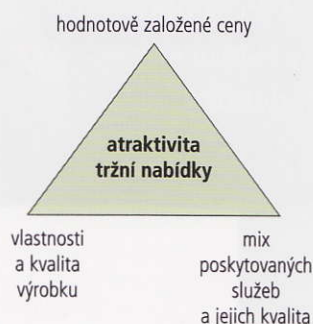 hodnotově založené ceny
atraktivita
tržní nabídky
vlastnosti
a kvalita
výrobku
mix
poskytovaných
služeb
a jejich kvalita